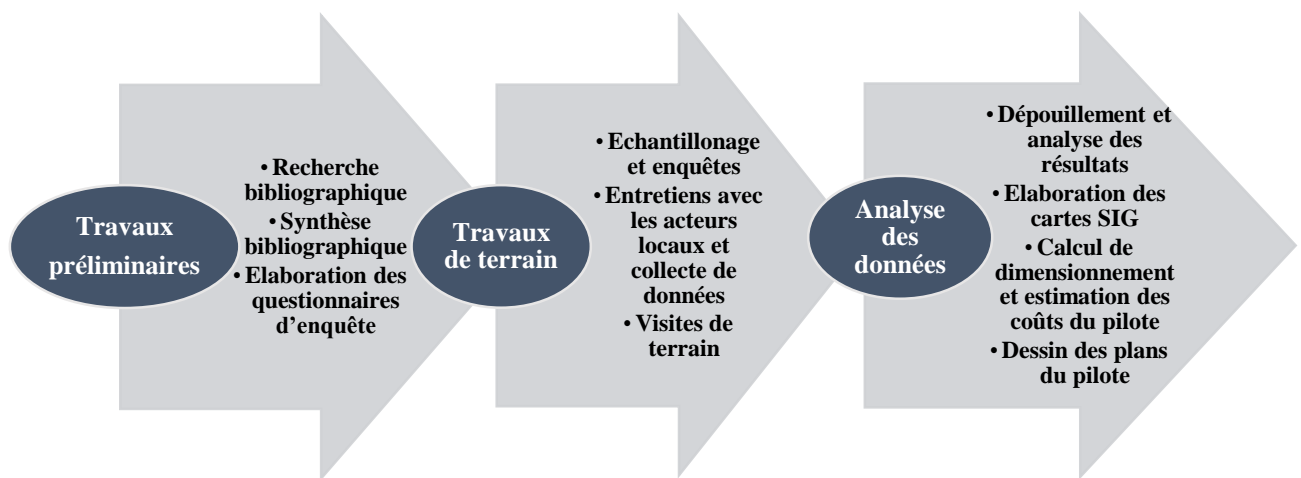 Travaux
préliminaires
• Recherche
bibliographique
• Synthèse
bibliographique
• Elaboration des
questionnaires
d’enquête
Travaux
de terrain
• Echantillonage
et enquêtes
• Entretiens avec
les acteurs
locaux et
collecte de
données
• Visites de
terrain
Analyse
des
données
• Dépouillement et
analyse des
résultats
• Elaboration des
cartes SIG
• Calcul de
dimensionnement
et estimation des
coûts du pilote
• Dessin des plans
du pilote